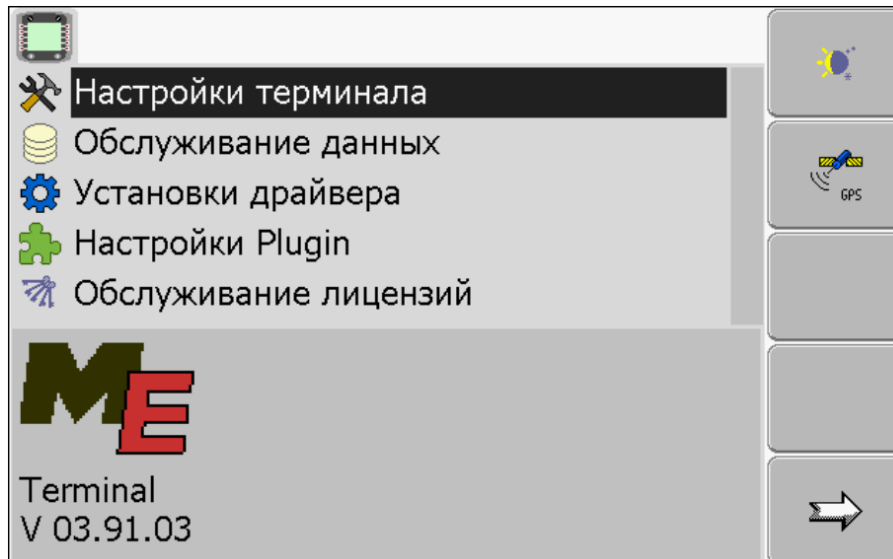 Настройки терминала
Обслуживание данных
Установки драйвера
Настройки Plugin
Обслуживание лицензий
GPS
ME
Terminal
V 03.91.03